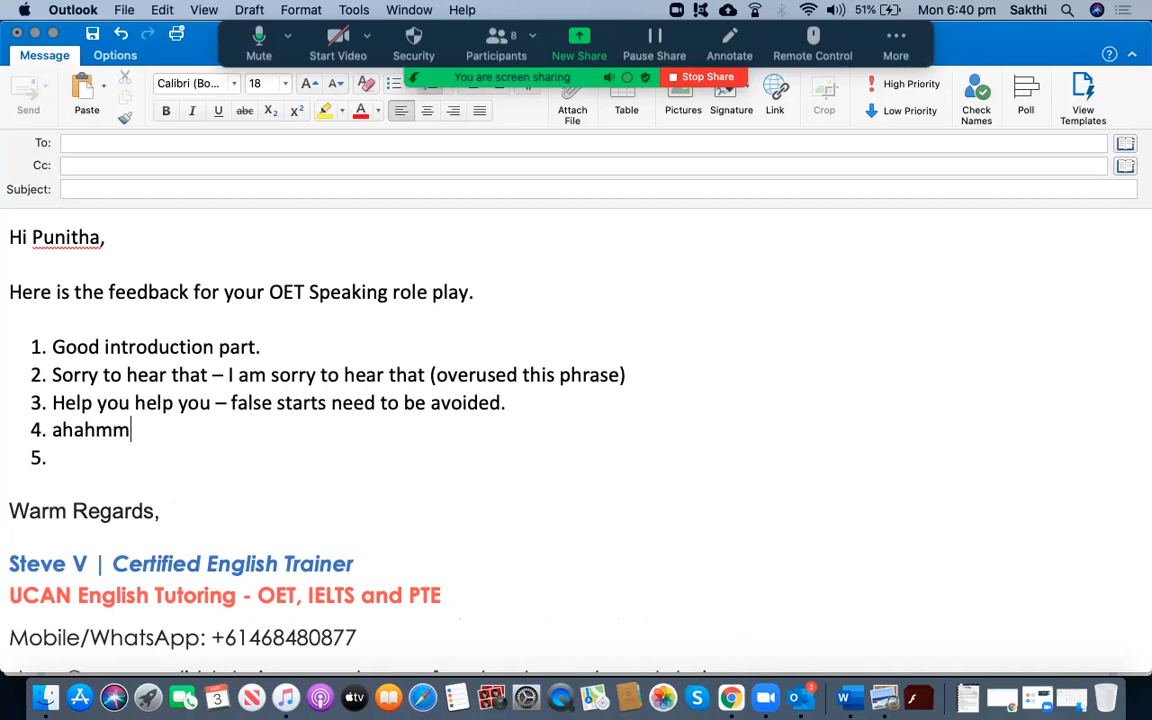 Outlook File Edit View Draft Format Tools Window Help 51% Mon 6:40 pm Sakthi
Message Options
Mute Start Video Security Participants 8 New Share Pause Share Annotate Remote Control More
You are screen sharing Stop Share
Send Paste Calibri (Bo... 18 Attach File Table Pictures Signature Link Crop High Priority Low Priority Check Names Poll View Templates
B I U abc X2 X2 A
To:
Cc:
Subject:
Hi Punitha,
Here is the feedback for your OET Speaking role play.
1. Good introduction part.
2. Sorry to hear that – I am sorry to hear that (overused this phrase)
3. Help you help you – false starts need to be avoided.
4. ahahmm
5.
Warm Regards,
Steve V | Certified English Trainer
UCAN English Tutoring - OET, IELTS and PTE
Mobile/WhatsApp: +61468480877